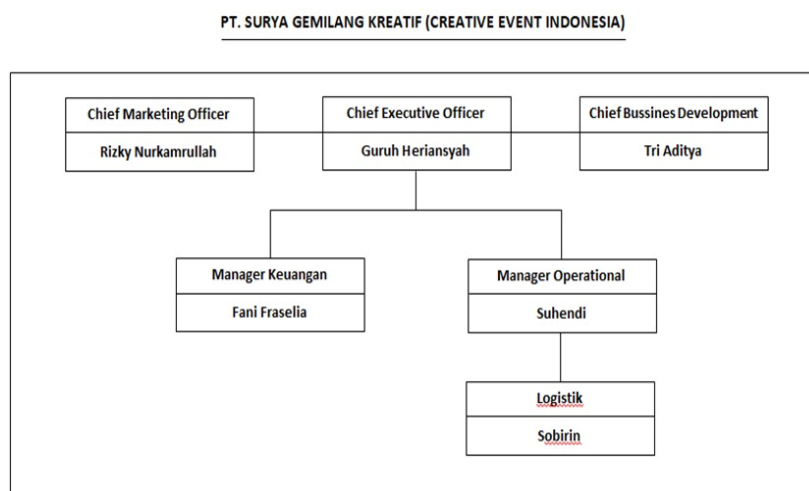 PT. SURYA GEMILANG KREATIF (CREATIVE EVENT INDONESIA)
Chief Marketing Officer
Rizky Nurkamrullah
Chief Executive Officer
Guruh Heriansyah
Chief Bussines Development
Tri Aditya
Manager Keuangan
Fani Fraselia
Manager Operational
Suhendi
Logistik
Sobirin